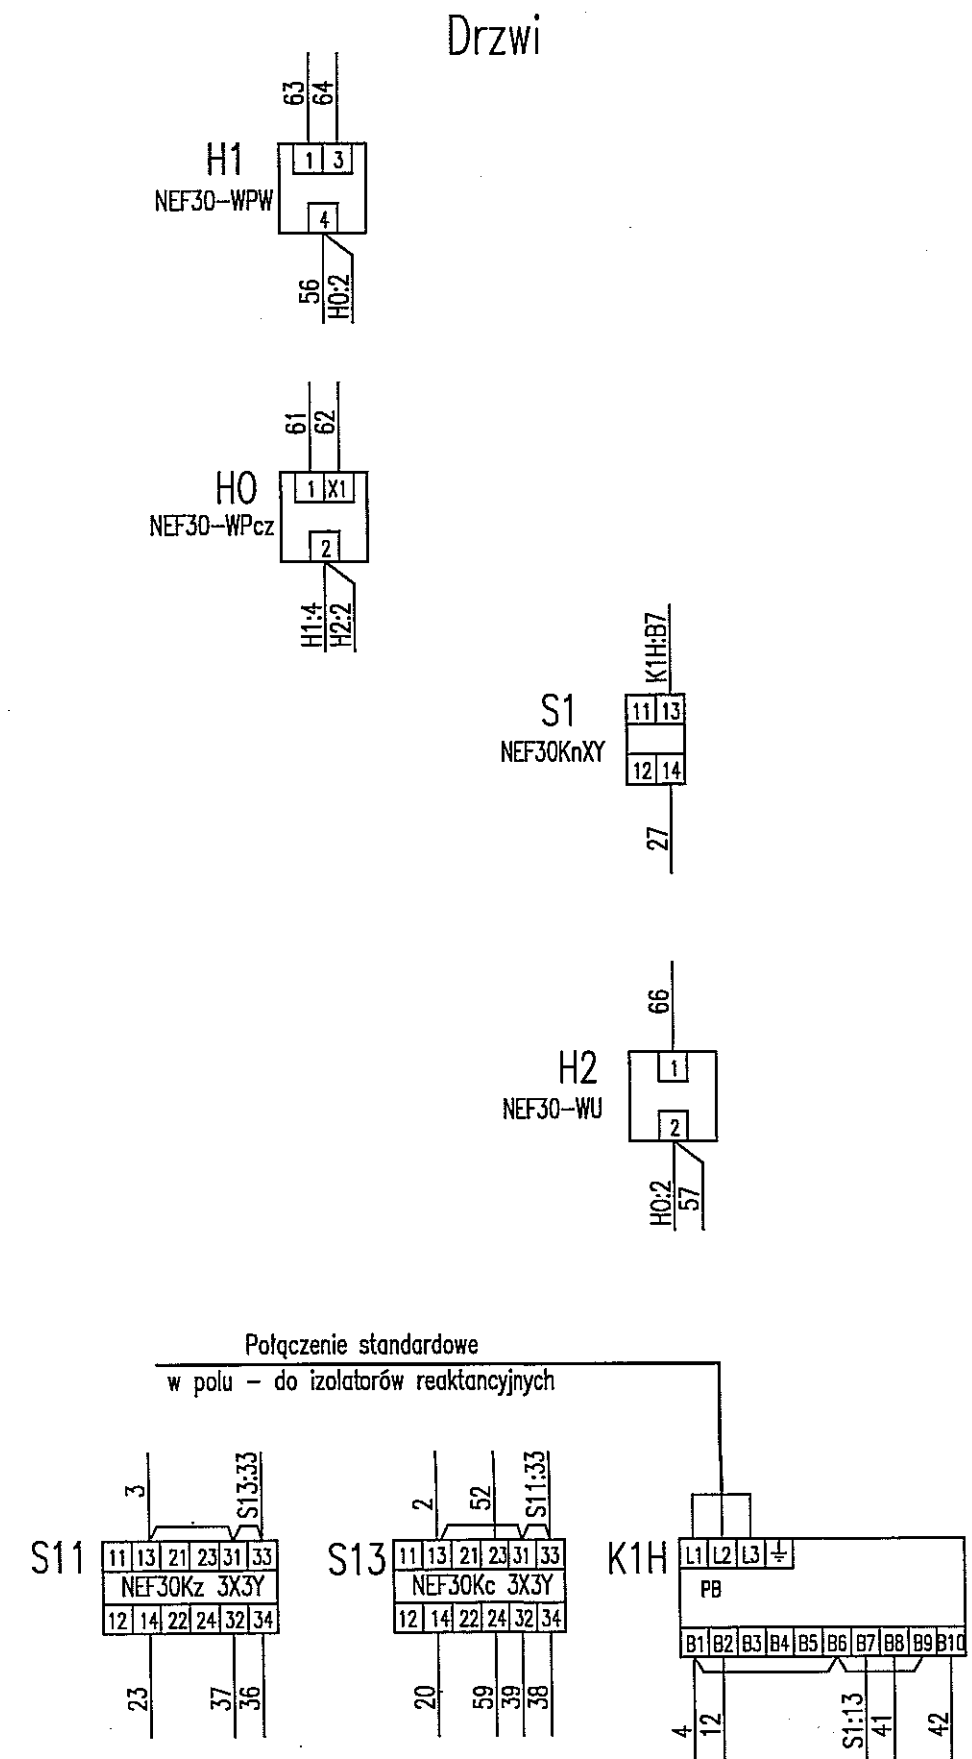 Drzwi
63 64
H1
1 3
NEF30-WPW
4
56 H0:2
61 62
H0
1 X1
NEF30-WPcz
2
H1:4 H2:2
K1H:B7
S1
11 13
NEF30KnXY
12 14
27
66
H2
1
NEF30-WU
2
H0:2 57
Połączenie standardowe
w polu - do izolatorów reaktancyjnych
3 S13:33
S11
11 13 21 23 31 33
NEF30Kz 3X3Y
12 14 22 24 32 34
23 37 36
2 52 S11:33
S13
11 13 21 23 31 33
NEF30Kc 3X3Y
12 14 22 24 32 34
20 59 39 38
K1H
L1 L2 L3
PB
B1 B2 B3 B4 B5 B6 B7 B8 B9 B10
4 12 S1:13 41 42